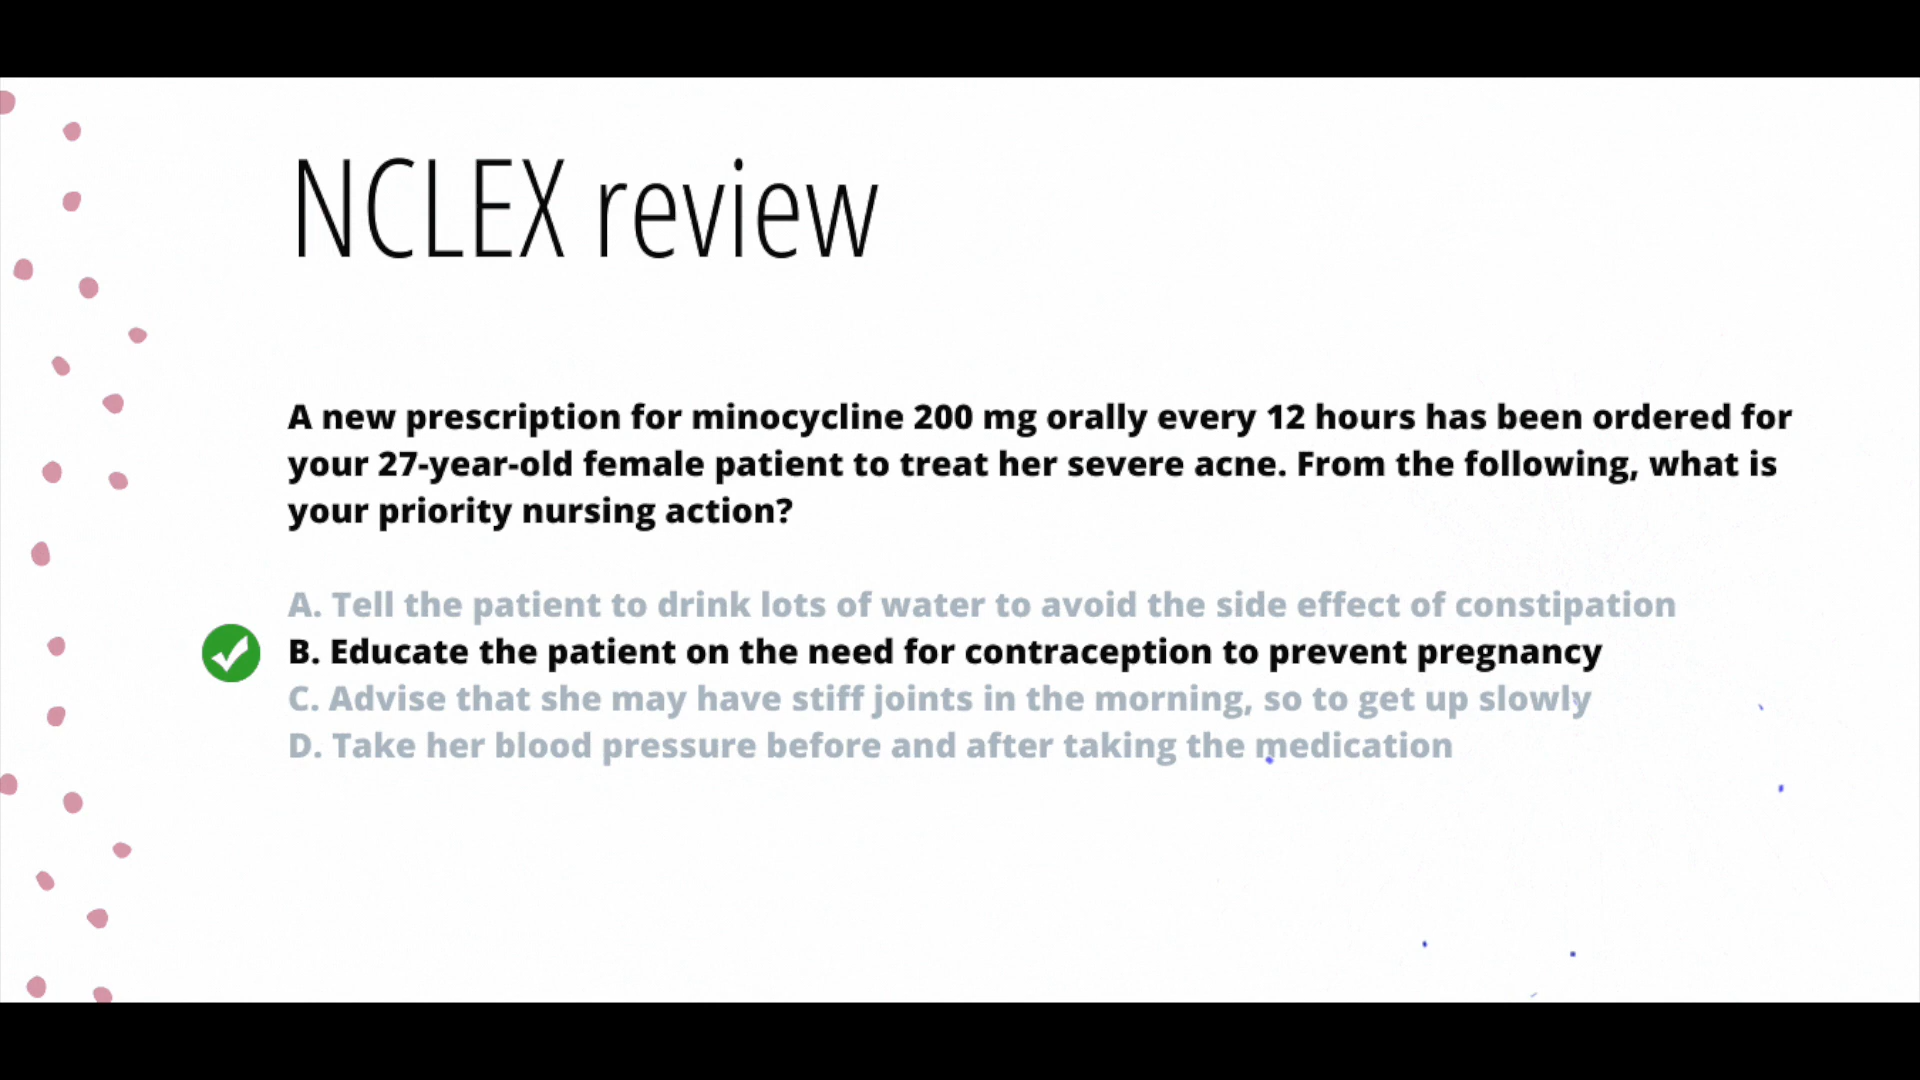 NCLEX review
A new prescription for minocycline 200 mg orally every 12 hours has been ordered for
your 27-year-old female patient to treat her severe acne. From the following, what is
your priority nursing action?
A. Tell the patient to drink lots of water to avoid the side effect of constipation
B. Educate the patient on the need for contraception to prevent pregnancy
C. Advise that she may have stiff joints in the morning, so to get up slowly
D. Take her blood pressure before and after taking the medication